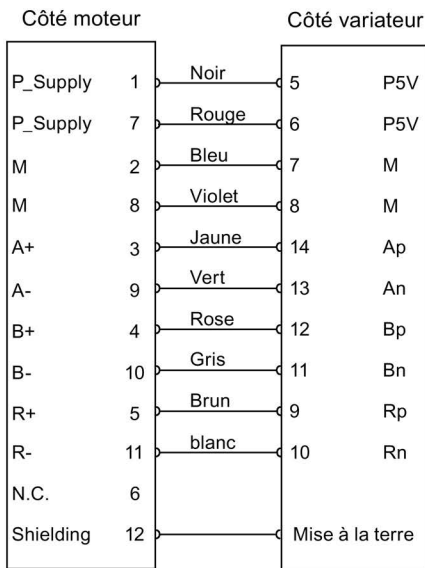 Côté moteur Côté variateur
P_Supply 1 Noir 5 P5V
P_Supply 7 Rouge 6 P5V
M 2 Bleu 7 M
M 8 Violet 8 M
A+ 3 Jaune 14 Ap
A- 9 Vert 13 An
B+ 4 Rose 12 Bp
B- 10 Gris 11 Bn
R+ 5 Brun 9 Rp
R- 11 blanc 10 Rn
N.C. 6
Shielding 12 Mise à la terre